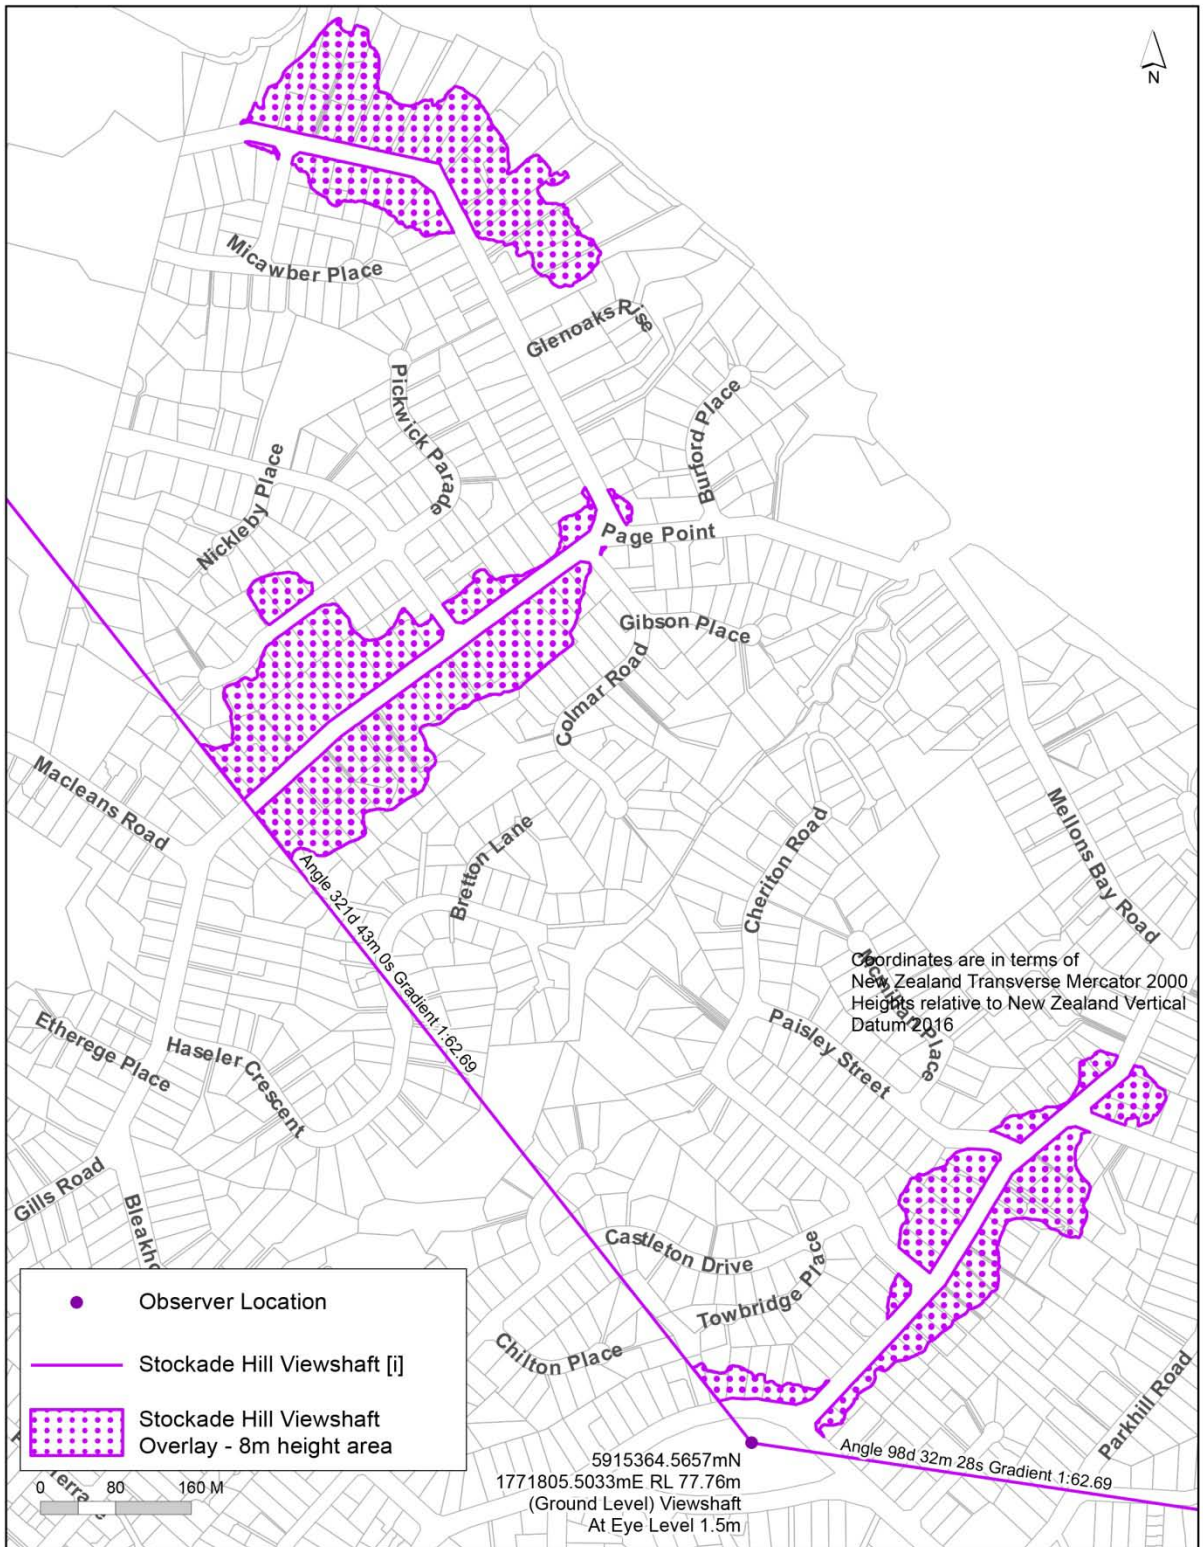 N
Micawber Place
Glenoaks Rise
Pickwick Parade
Burford Place
Nickleby Place
Page Point
Gibson Place
Colmar Road
Macleans Road
Mellons Bay Road
Bretton Lane
Cheriton Road
Angle 321d 43m 0s Gradient 1:62.69
Coordinates are in terms of
New Zealand Transverse Mercator 2000
Heights relative to New Zealand Vertical
Datum 2016
Place
Paisley Street
Etherege Place
Haseler Crescent
Gills Road
Bleakho
Castleton Drive
Towbridge Place
Chilton Place
Parkhill Road
Observer Location
Stockade Hill Viewshaft [i]
Stockade Hill Viewshaft
Overlay - 8m height area
0 80 160 M
5915364.5657mN
1771805.5033mE RL 77.76m
(Ground Level) Viewshaft
At Eye Level 1.5m
Angle 98d 32m 28s Gradient 1:62.69